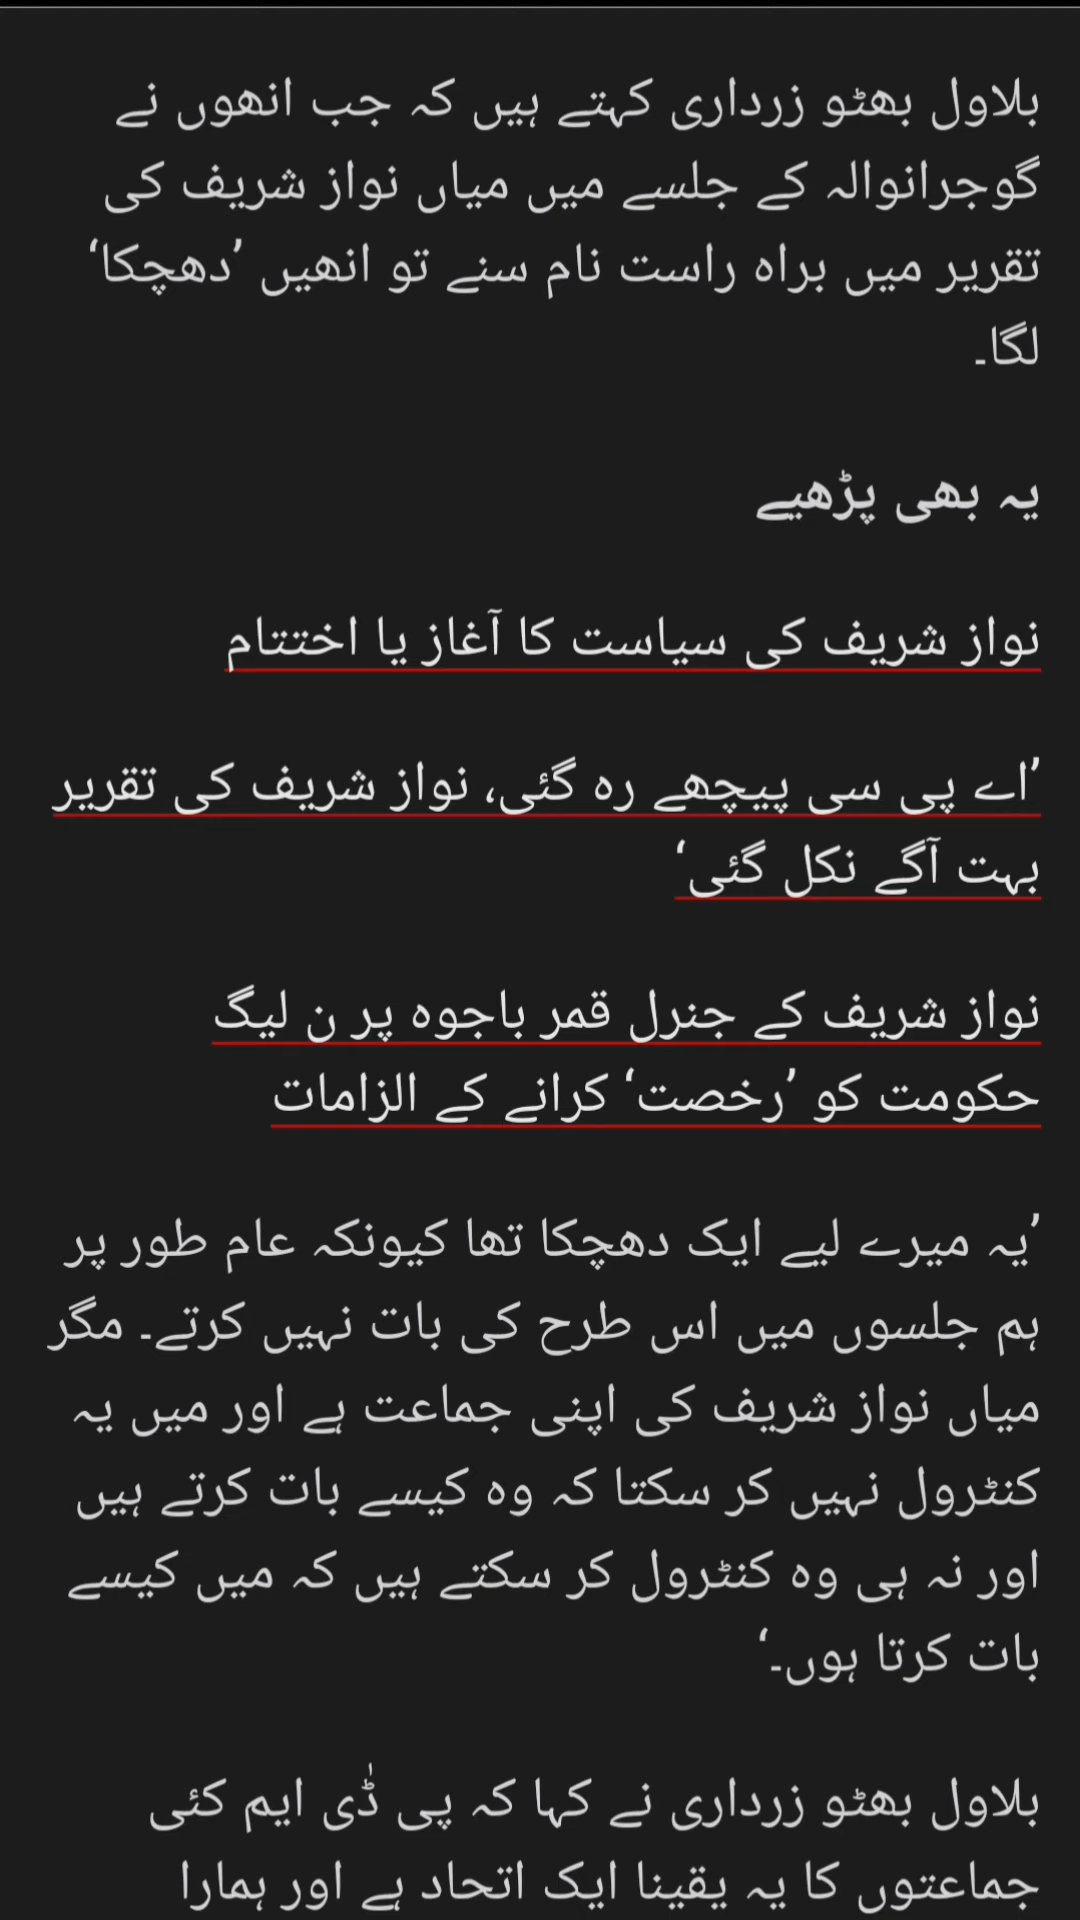 بلاول بھٹو زرداری کہتے ہیں کہ جب انھوں نے
گوجرانوالہ کے جلسے میں میاں نواز شریف کی
تقریر میں براہ راست نام سنے تو انھیں ’دھچکا‘
لگا۔
یہ بھی پڑھیے
نواز شریف کی سیاست کا آغاز یا اختتام
’اے پی سی پیچھے رہ گئی، نواز شریف کی تقریر
بہت آگے نکل گئی‘
نواز شریف کے جنرل قمر باجوہ پر ن لیگ
حکومت کو ’رخصت‘ کرانے کے الزامات
’یہ میرے لیے ایک دھچکا تھا کیونکہ عام طور پر
ہم جلسوں میں اس طرح کی بات نہیں کرتے۔ مگر
میاں نواز شریف کی اپنی جماعت ہے اور میں یہ
کنٹرول نہیں کر سکتا کہ وہ کیسے بات کرتے ہیں
اور نہ ہی وہ کنٹرول کر سکتے ہیں کہ میں کیسے
بات کرتا ہوں۔‘
بلاول بھٹو زرداری نے کہا کہ پی ڈٰی ایم کئی
جماعتوں کا یہ یقینا ایک اتحاد ہے اور ہمارا